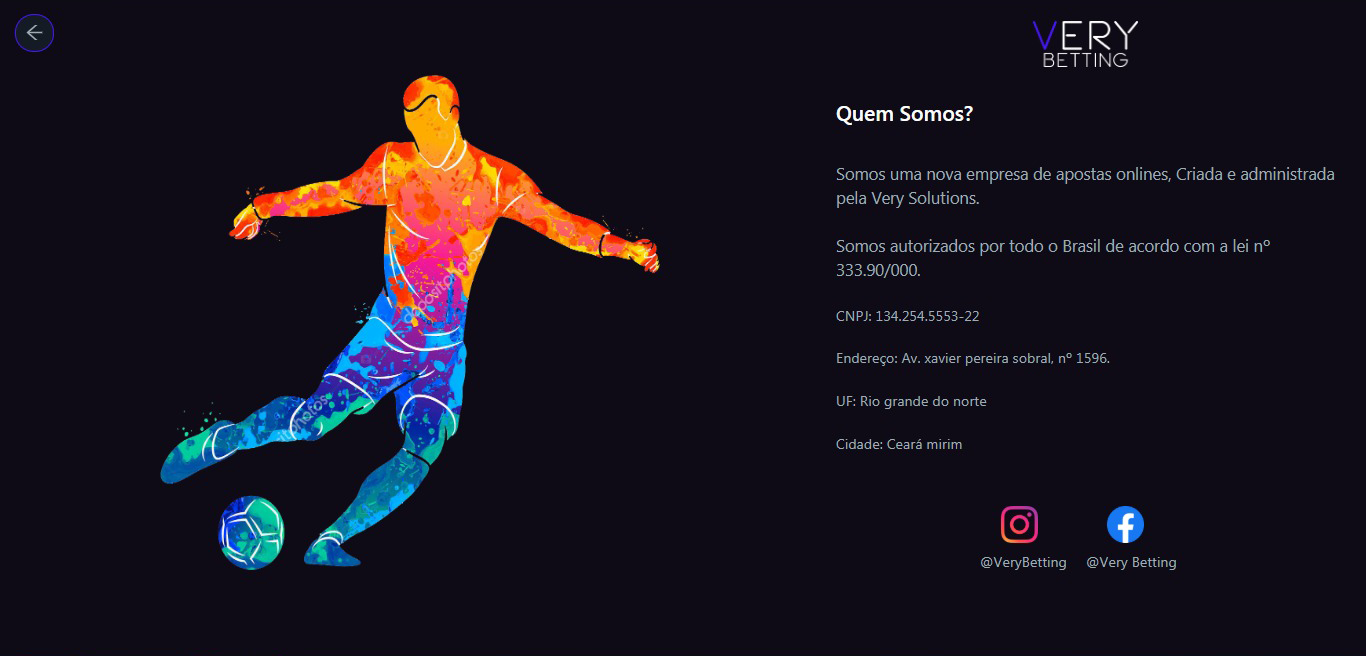 VERY
BETTING
Quem Somos?
Somos uma nova empresa de apostas onlines, Criada e administrada
pela Very Solutions.
Somos autorizados por todo o Brasil de acordo com a lei nº
333.90/000.
CNPJ: 134.254.5553-22
Endereço: Av. xavier pereira sobral, nº 1596.
UF: Rio grande do norte
Cidade: Ceará mirim
@VeryBetting
@Very Betting
depositphotos